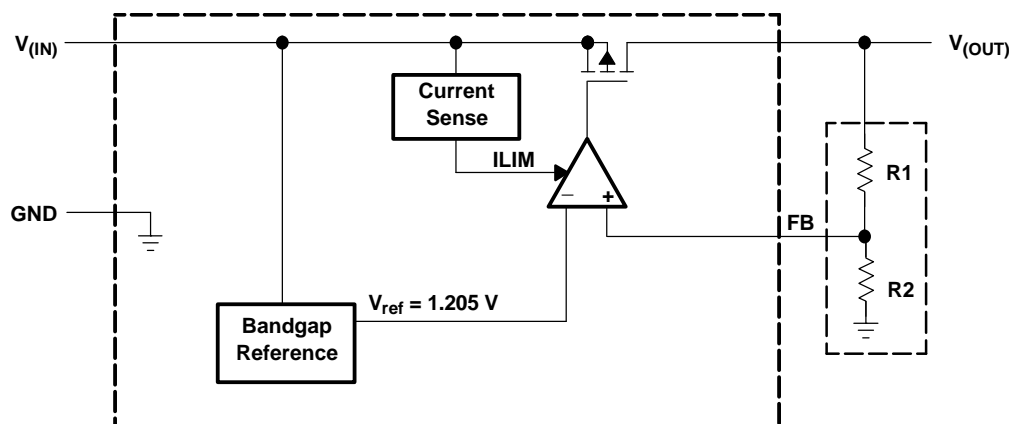 V(IN)
V(OUT)
Current
Sense
ILIM
R1
GND
− +
FB
R2
Vref = 1.205 V
Bandgap
Reference